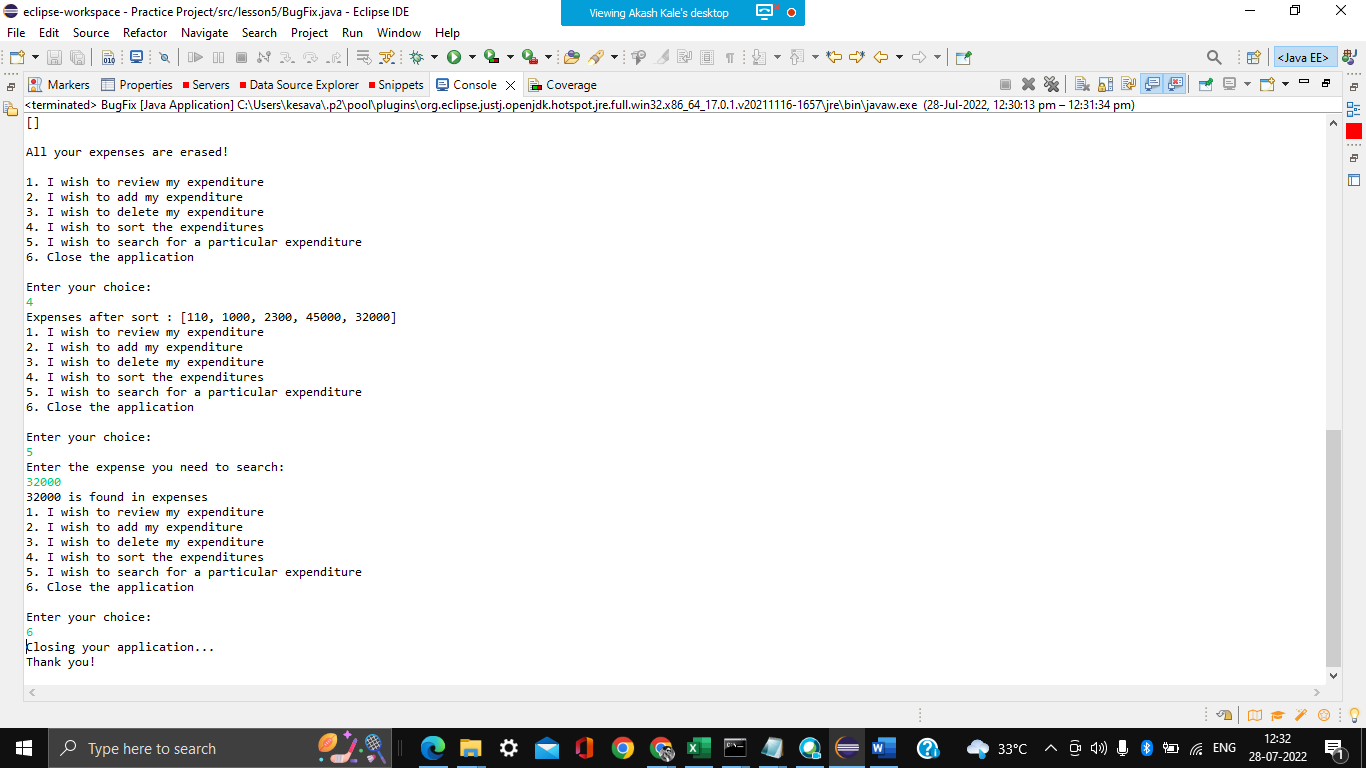 eclipse-workspace - Practice Project/src/lesson5/BugFix.java - Eclipse IDE
Viewing Akash Kale's desktop
File Edit Source Refactor Navigate Search Project Run Window Help
<Java EE>
Markers Properties Servers Data Source Explorer Snippets Console Coverage
<terminated> BugFix [Java Application] C:\Users\kesava\.p2\pool\plugins\org.eclipse.justj.openjdk.hotspot.jre.full.win32.x86_64_17.0.1.v20211116-1657\jre\bin\javaw.exe (28-Jul-2022, 12:30:13 pm – 12:31:34 pm)
[]
All your expenses are erased!
1. I wish to review my expenditure
2. I wish to add my expenditure
3. I wish to delete my expenditure
4. I wish to sort the expenditures
5. I wish to search for a particular expenditure
6. Close the application
Enter your choice:
4
Expenses after sort : [110, 1000, 2300, 45000, 32000]
1. I wish to review my expenditure
2. I wish to add my expenditure
3. I wish to delete my expenditure
4. I wish to sort the expenditures
5. I wish to search for a particular expenditure
6. Close the application
Enter your choice:
5
Enter the expense you need to search:
32000
32000 is found in expenses
1. I wish to review my expenditure
2. I wish to add my expenditure
3. I wish to delete my expenditure
4. I wish to sort the expenditures
5. I wish to search for a particular expenditure
6. Close the application
Enter your choice:
6
Closing your application...
Thank you!
Type here to search
33°C
ENG
12:32
28-07-2022
1